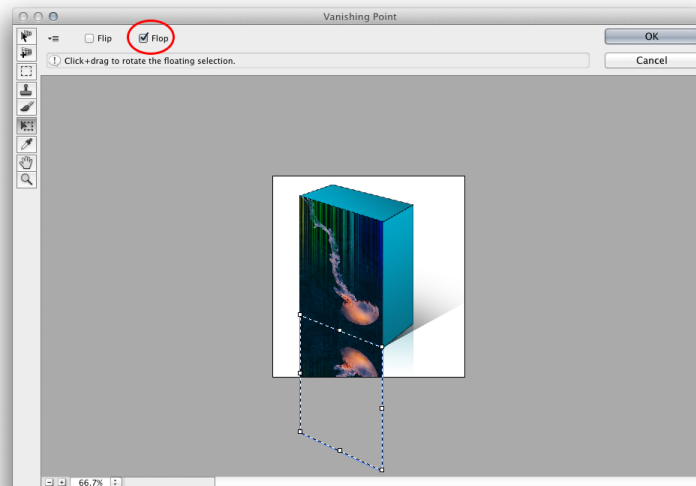 Vanishing Point
Flip
Flop
OK
Click+drag to rotate the floating selection.
Cancel
66.7%